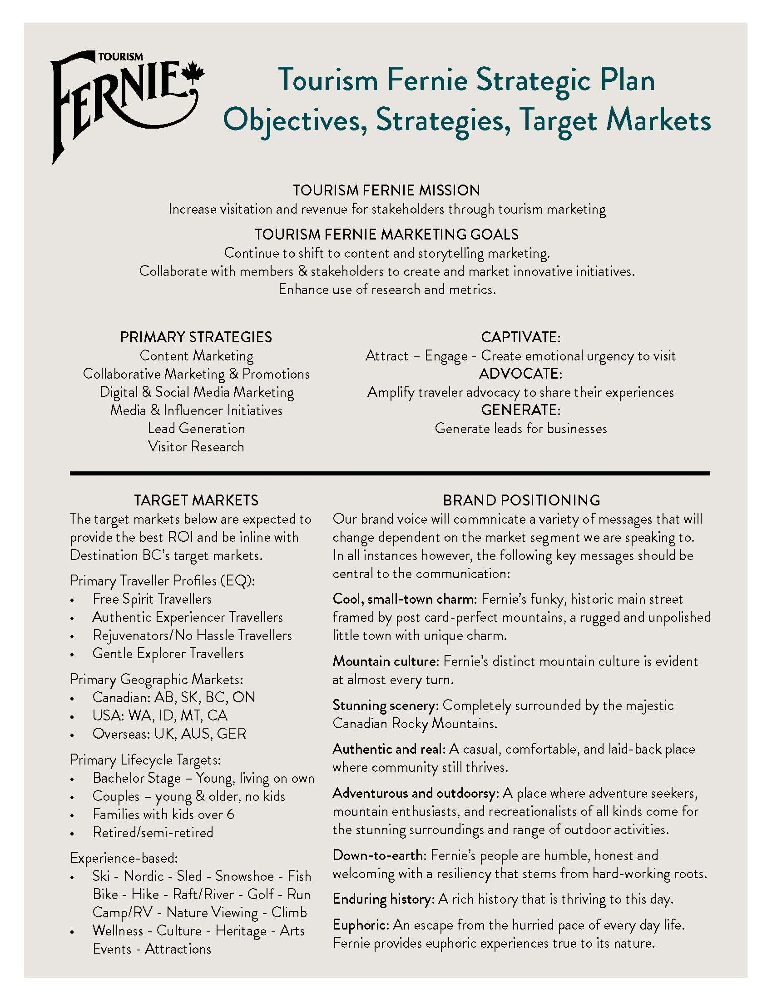 TOURISM
FERNIE
Tourism Fernie Strategic Plan
Objectives, Strategies, Target Markets
TOURISM FERNIE MISSION
Increase visitation and revenue for stakeholders through tourism marketing
TOURISM FERNIE MARKETING GOALS
Continue to shift to content and storytelling marketing.
Collaborate with members & stakeholders to create and market innovative initiatives.
Enhance use of research and metrics.
PRIMARY STRATEGIES
Content Marketing
Collaborative Marketing & Promotions
Digital & Social Media Marketing
Media & Influencer Initiatives
Lead Generation
Visitor Research
CAPTIVATE:
Attract – Engage - Create emotional urgency to visit
ADVOCATE:
Amplify traveler advocacy to share their experiences
GENERATE:
Generate leads for businesses
TARGET MARKETS
The target markets below are expected to
provide the best ROI and be inline with
Destination BC's target markets.
Primary Traveller Profiles (EQ):
• Free Spirit Travellers
• Authentic Experiencer Travellers
• Rejuvenators/No Hassle Travellers
• Gentle Explorer Travellers
Primary Geographic Markets:
• Canadian: AB, SK, BC, ON
• USA: WA, ID, MT, CA
• Overseas: UK, AUS, GER
Primary Lifecycle Targets:
• Bachelor Stage – Young, living on own
• Couples – young & older, no kids
• Families with kids over 6
• Retired/semi-retired
Experience-based:
• Ski - Nordic - Sled - Snowshoe - Fish
Bike - Hike - Raft/River - Golf - Run
Camp/RV - Nature Viewing - Climb
• Wellness - Culture - Heritage - Arts
Events - Attractions
BRAND POSITIONING
Our brand voice will commnicate a variety of messages that will
change dependent on the market segment we are speaking to.
In all instances however, the following key messages should be
central to the communication:
Cool, small-town charm: Fernie's funky, historic main street
framed by post card-perfect mountains, a rugged and unpolished
little town with unique charm.
Mountain culture: Fernie's distinct mountain culture is evident
at almost every turn.
Stunning scenery: Completely surrounded by the majestic
Canadian Rocky Mountains.
Authentic and real: A casual, comfortable, and laid-back place
where community still thrives.
Adventurous and outdoorsy: A place where adventure seekers,
mountain enthusiasts, and recreationalists of all kinds come for
the stunning surroundings and range of outdoor activities.
Down-to-earth: Fernie's people are humble, honest and
welcoming with a resiliency that stems from hard-working roots.
Enduring history: A rich history that is thriving to this day.
Euphoric: An escape from the hurried pace of every day life.
Fernie provides euphoric experiences true to its nature.